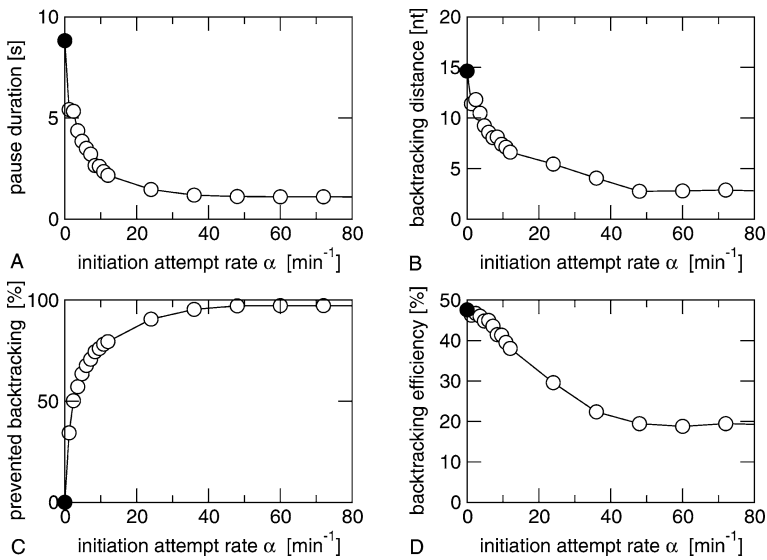 10
5
0
pause duration [s]
0 20 40 60 80
A
initiation attempt rate α [min⁻¹]
20
15
10
5
0
backtracking distance [nt]
0 20 40 60 80
B
initiation attempt rate α [min⁻¹]
100
50
0
prevented backtracking [%]
0 20 40 60 80
C
initiation attempt rate α [min⁻¹]
50
40
30
20
10
0
backtracking efficiency [%]
0 20 40 60 80
D
initiation attempt rate α [min⁻¹]